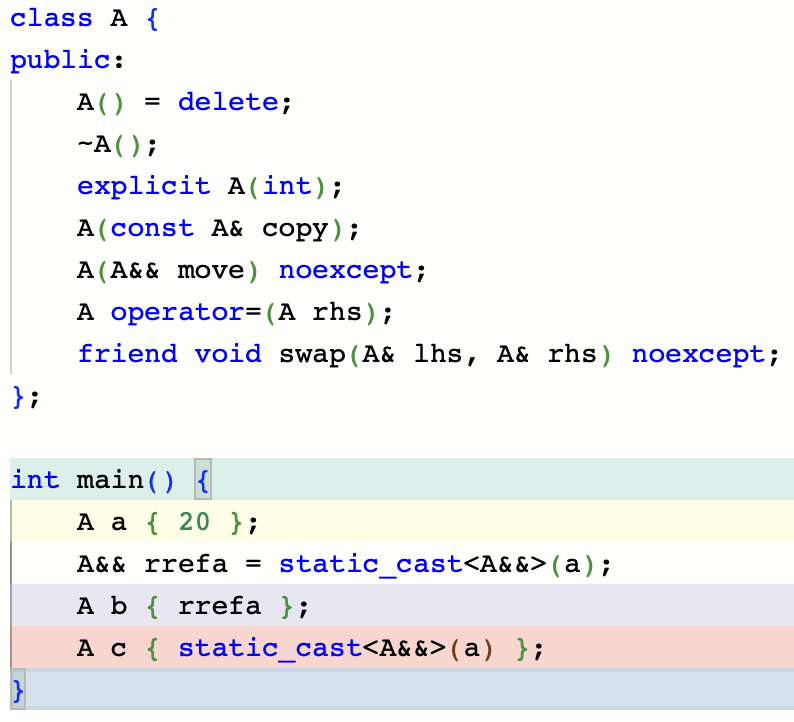 class A {
public:
    A() = delete;
    ~A();
    explicit A(int);
    A(const A& copy);
    A(A&& move) noexcept;
    A operator=(A rhs);
    friend void swap(A& lhs, A& rhs) noexcept;
};

int main() {
    A a { 20 };
    A&& rrefa = static_cast<A&&>(a);
    A b { rrefa };
    A c { static_cast<A&&>(a) };
}